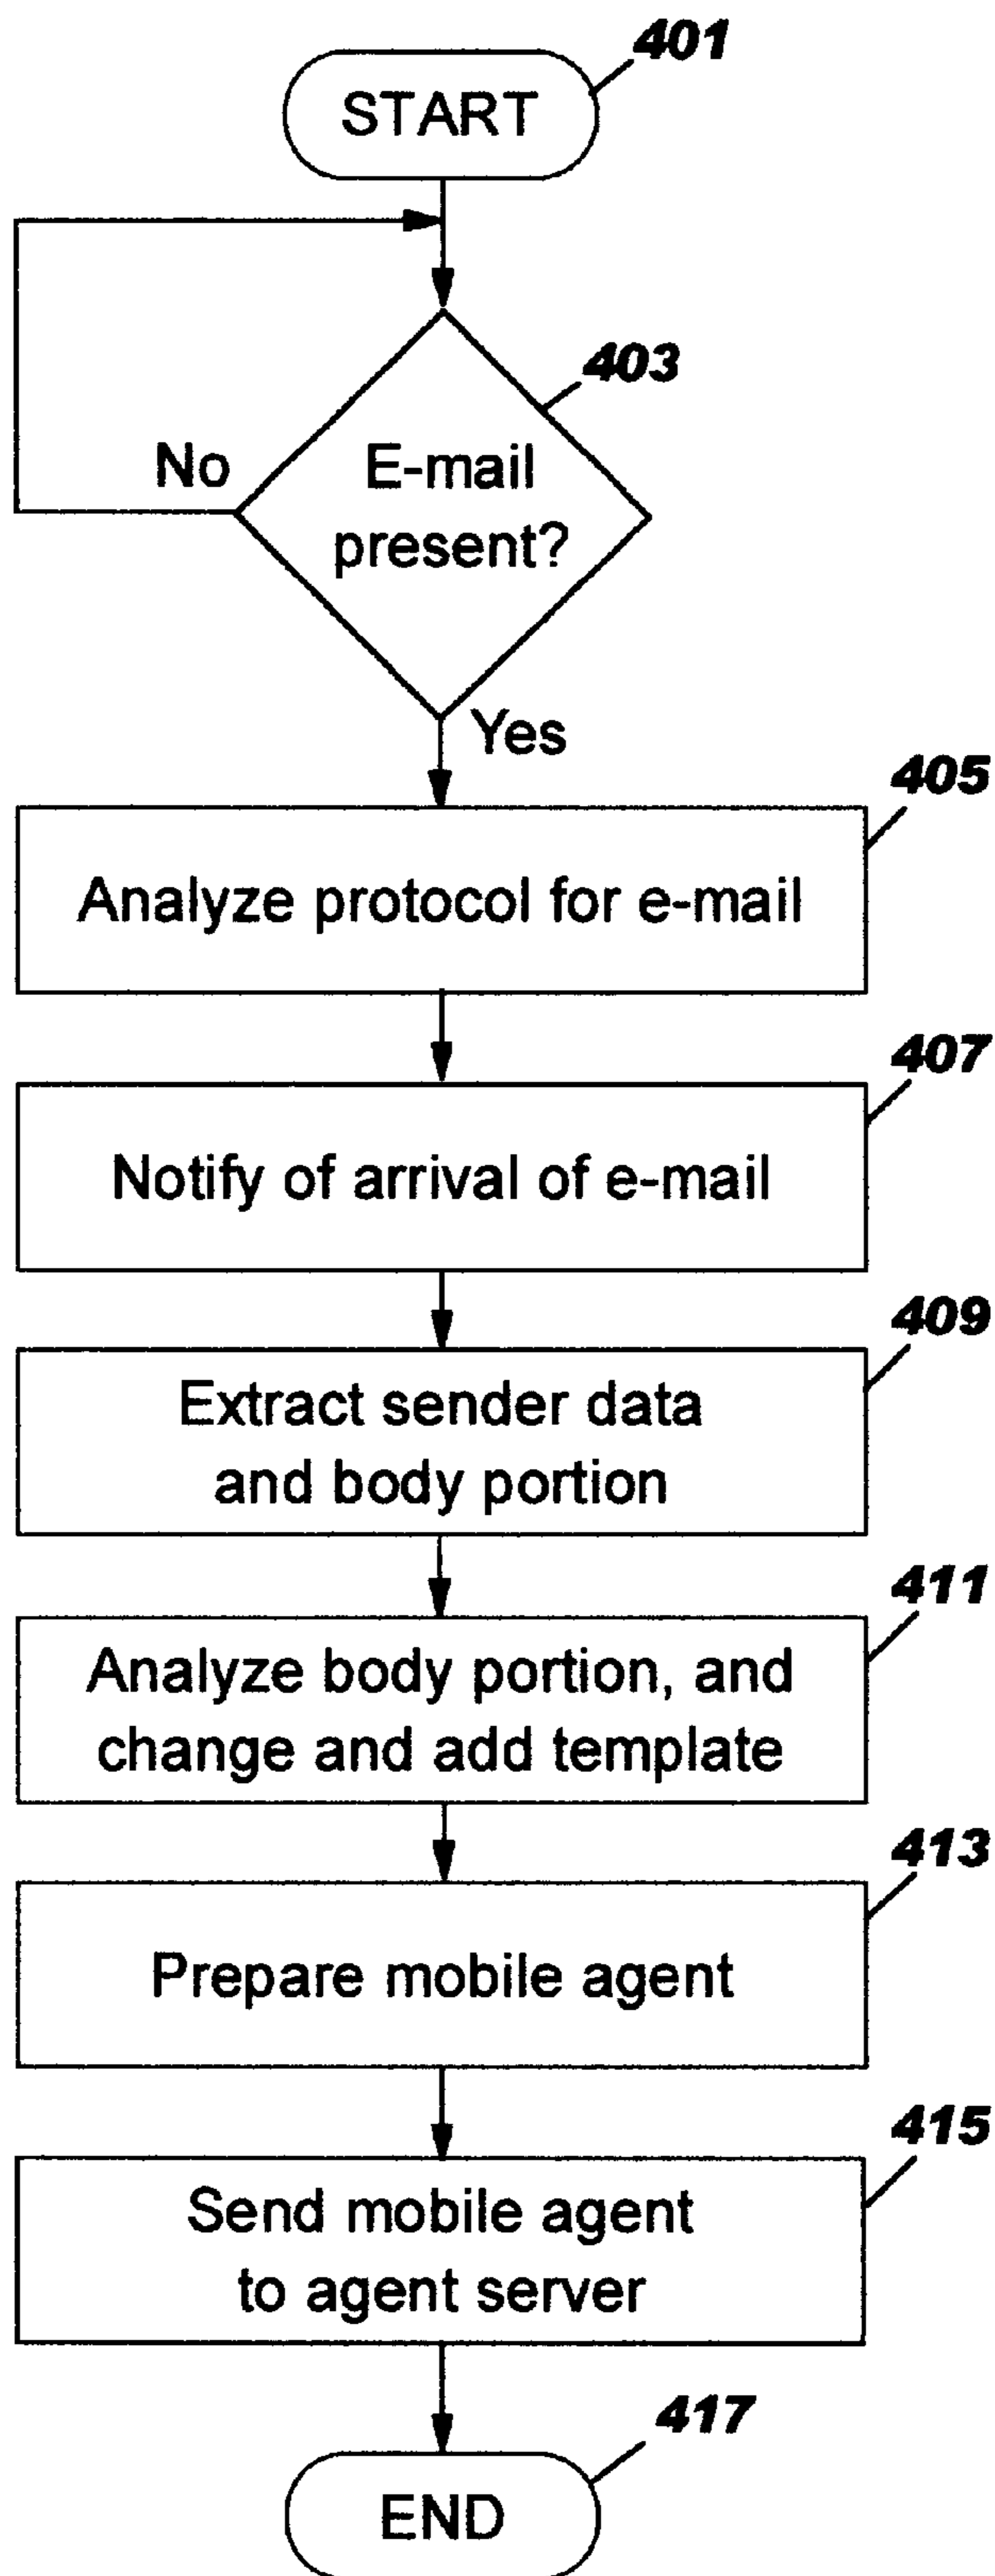 401
START
403
No
E-mail
present?
Yes
405
Analyze protocol for e-mail
407
Notify of arrival of e-mail
409
Extract sender data
and body portion
411
Analyze body portion, and
change and add template
413
Prepare mobile agent
415
Send mobile agent
to agent server
417
END